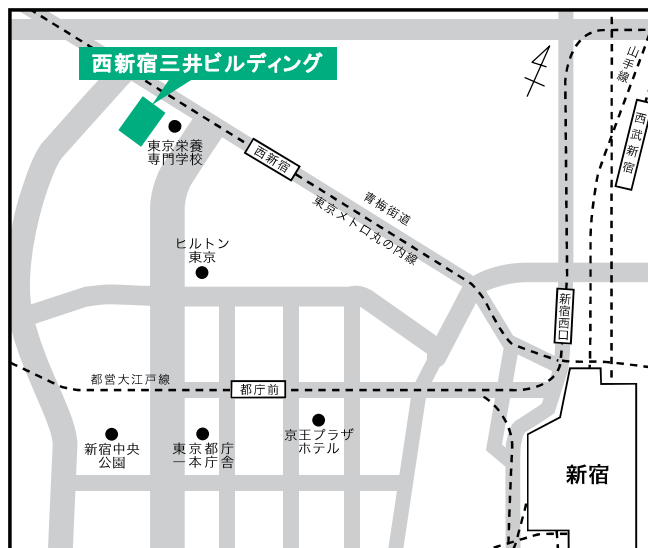 西新宿三井ビルディング
山手線
西武新宿
東京栄養
専門学校
西新宿
青梅街道
東京メトロ丸の内線
ヒルトン
東京
新宿西口
都営大江戸線
都庁前
新宿中央
公園
東京都庁
一本庁舎
京王プラザ
ホテル
新宿